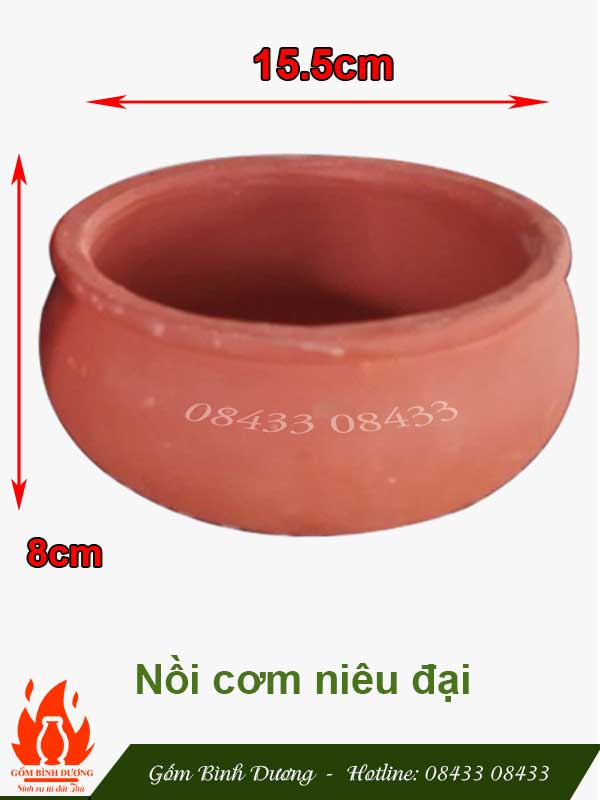 15.5cm
08433 08433
8cm
Nồi cơm niêu đại
GỐM BÌNH DƯƠNG
Sinh ra từ đất Thủ
Gốm Bình Dương - Hotline: 08433 08433